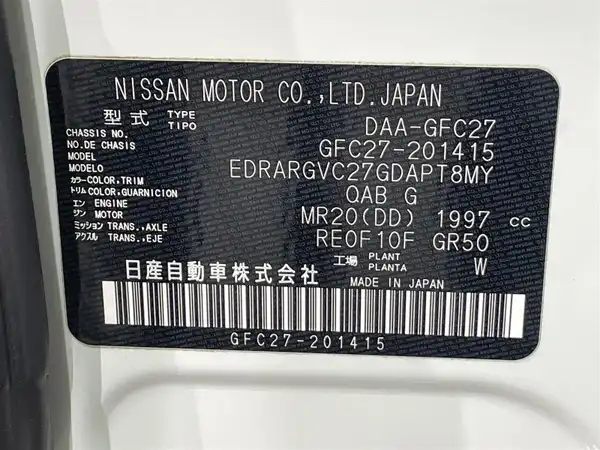 NISSAN MOTOR CO.,LTD.JAPAN
型式 TYPE TIPO DAA-GFC27
CHASSIS NO. NO.DE CHASIS GFC27-201415
MODEL MODELO EDRARGVC27GDAPT8MY
カラー COLOR,TRIM トリム COLOR,GUARNICION QAB G
エンジン ENGINE MOTOR MR20(DD) 1997 cc
ミッション TRANS.,AXLE アクスル TRANS.,EJE RE0F10F GR50
工場 PLANT PLANT W
日産自動車株式会社 MADE IN JAPAN
GFC27-201415